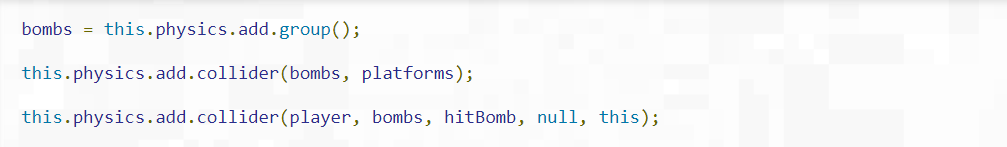 bombs = this.physics.add.group();
this.physics.add.collider(bombs, platforms);
this.physics.add.collider(player, bombs, hitBomb, null, this);